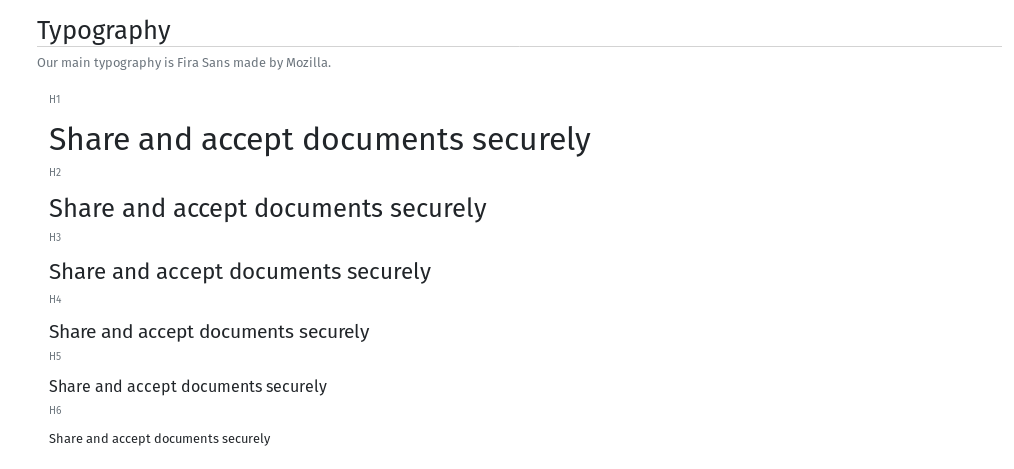 Typography
Our main typography is Fira Sans made by Mozilla.
H1
Share and accept documents securely
H2
Share and accept documents securely
H3
Share and accept documents securely
H4
Share and accept documents securely
H5
Share and accept documents securely
H6
Share and accept documents securely